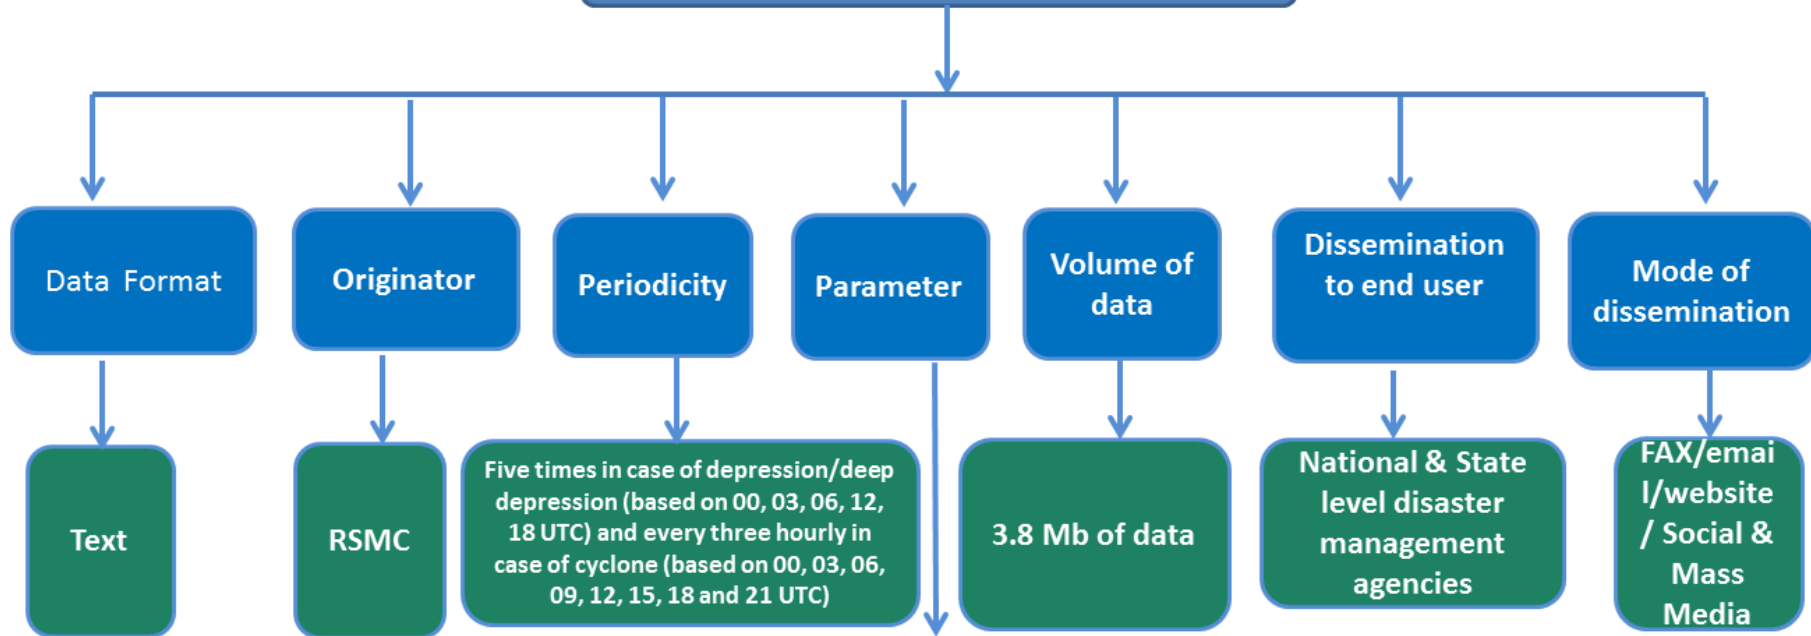 Data Format
Originator
Periodicity
Parameter
Volume of
data
Dissemination
to end user
Mode of
dissemination
Text
RSMC
Five times in case of depression/deep
depression (based on 00, 03, 06, 12,
18 UTC) and every three hourly in
case of cyclone (based on 00, 03, 06,
09, 12, 15, 18 and 21 UTC)
3.8 Mb of data
National & State
level disaster
management
agencies
FAX/emai
l/website
/ Social &
Mass
Media